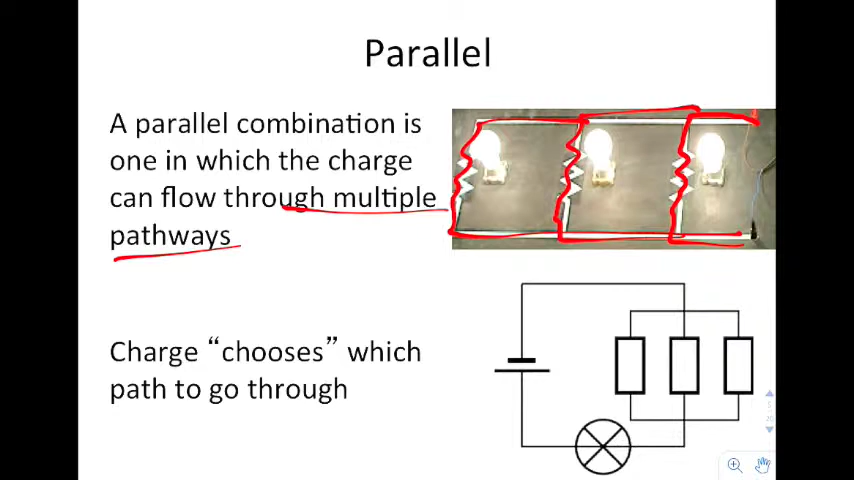 Parallel
A parallel combination is
one in which the charge
can flow through multiple
pathways
Charge “chooses” which
path to go through